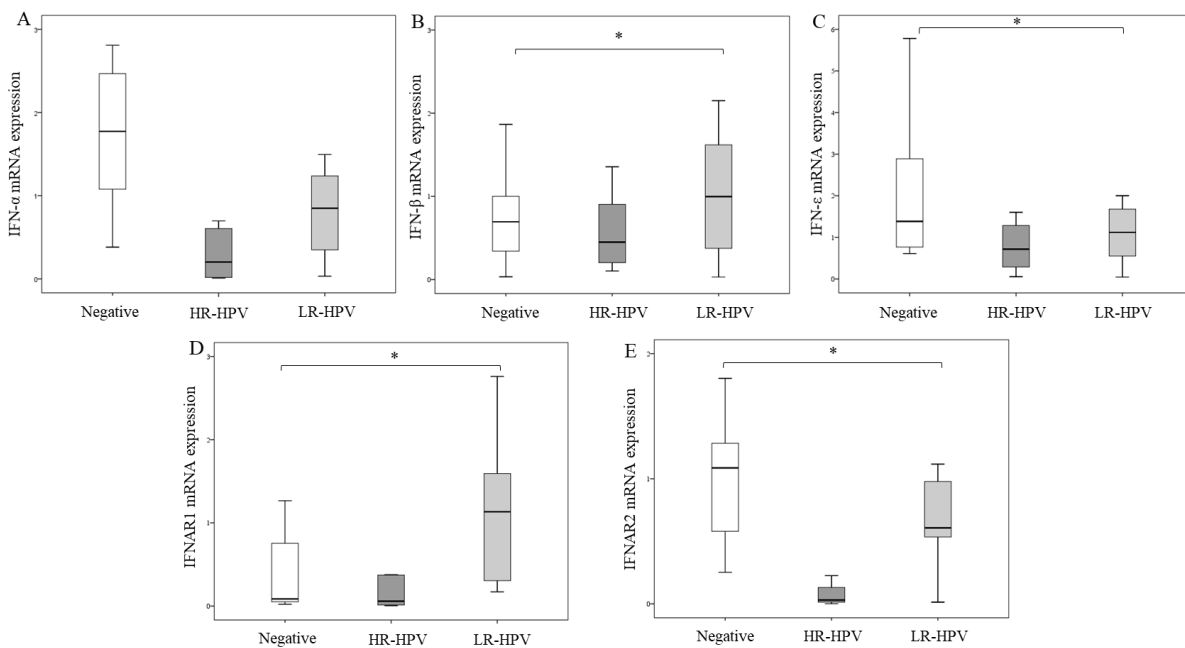 A
IFN-α mRNA expression
3
2
1
0
Negative
HR-HPV
LR-HPV
B
IFN-β mRNA expression
3
2
1
0
*
Negative
HR-HPV
LR-HPV
C
IFN-ε mRNA expression
6
5
4
3
2
1
0
*
Negative
HR-HPV
LR-HPV
D
IFNAR1 mRNA expression
3
2
1
0
*
Negative
HR-HPV
LR-HPV
E
IFNAR2 mRNA expression
2
1
0
*
Negative
HR-HPV
LR-HPV